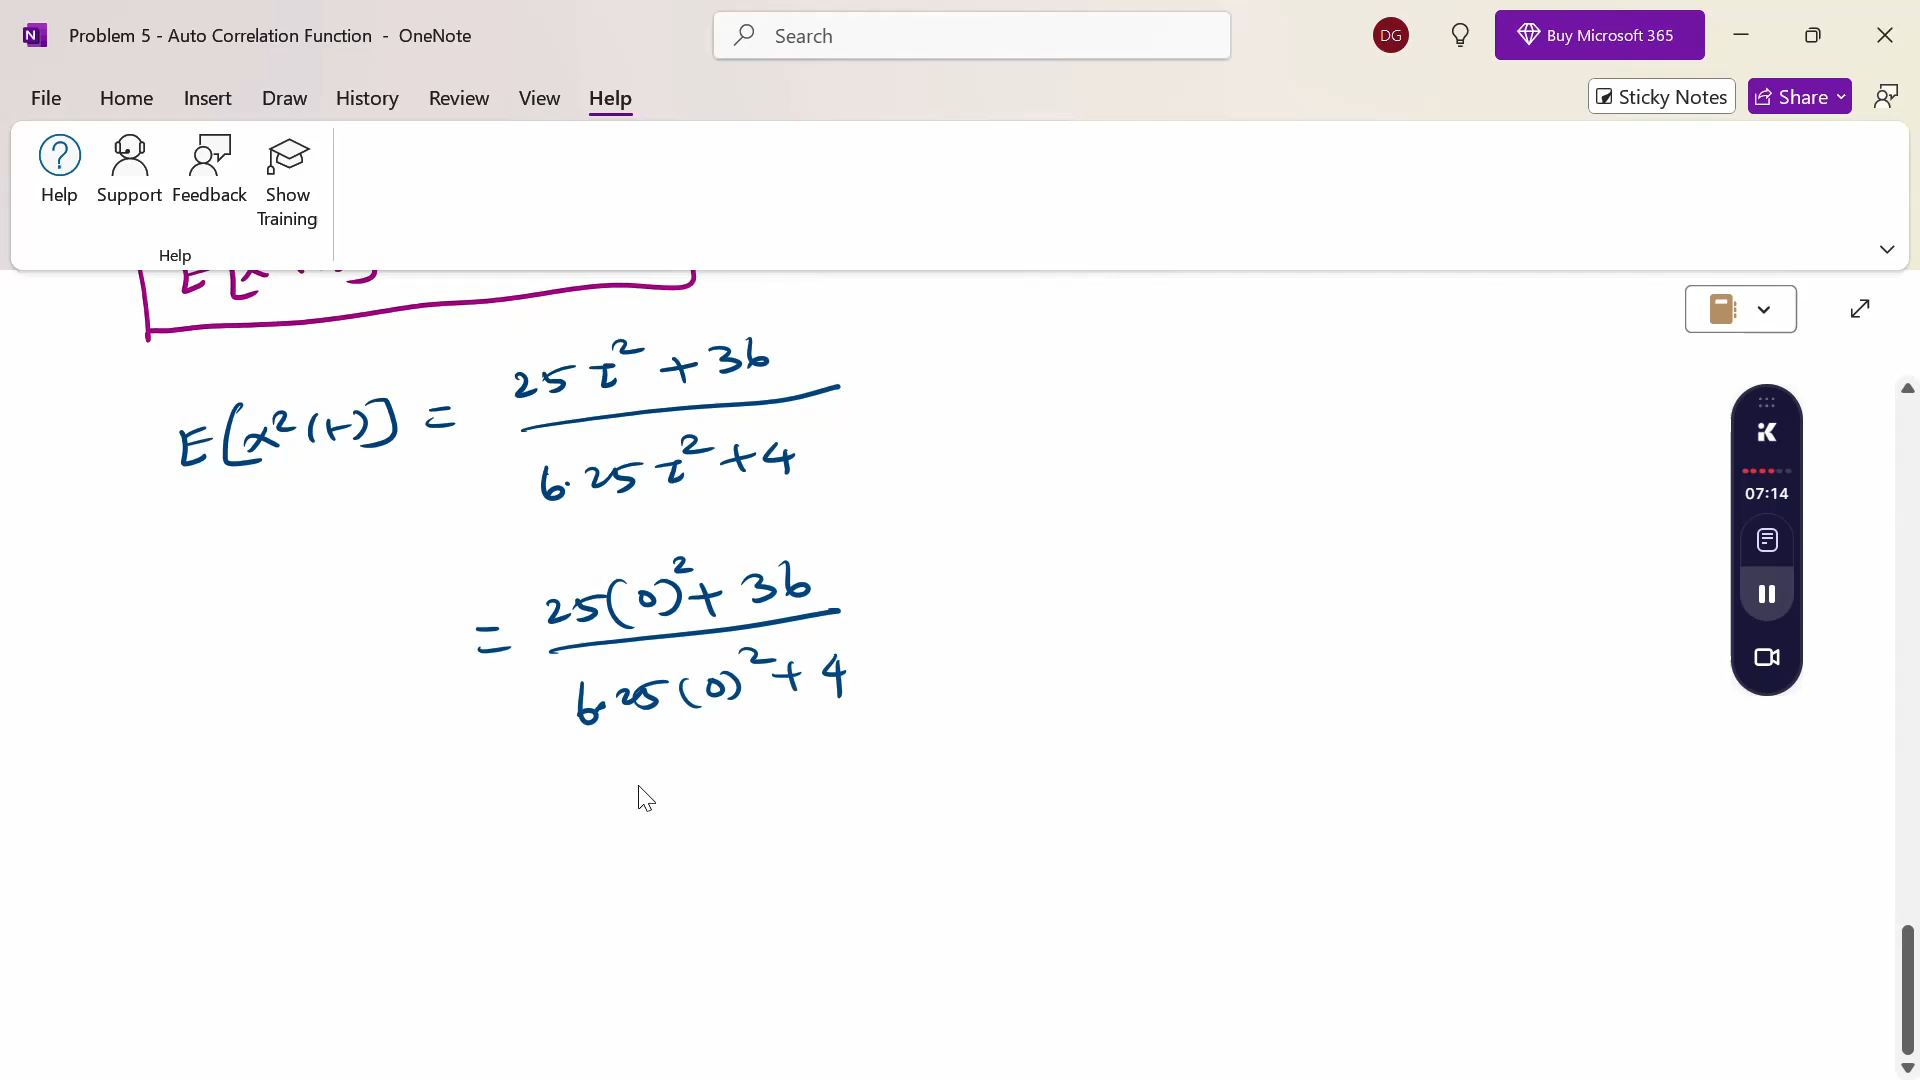 Problem 5 - Auto Correlation Function - OneNote
Search
DG
Buy Microsoft 365
File Home Insert Draw History Review View Help
Sticky Notes
Share
Help Support Feedback Show Training
Help
E[x²(t)] = 25τ² + 36 / 6.25τ² + 4
= 25(0)² + 36 / 6.25(0)² + 4
07:14